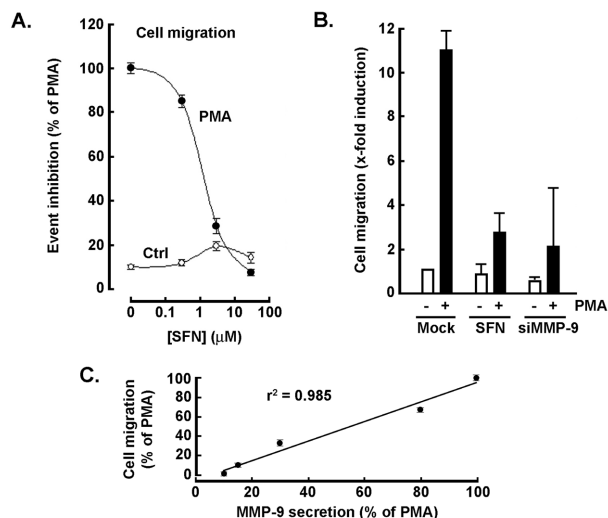 A.
Cell migration
Event inhibition (% of PMA)
120
100
80
60
40
20
0
PMA
Ctrl
0 0.1 1 10 100
[SFN] (μM)
B.
Cell migration (x-fold induction)
12
10
8
6
4
2
0
- + - + - + PMA
Mock SFN siMMP-9
C.
Cell migration
(% of PMA)
100
80
60
40
20
0
r² = 0.985
0 20 40 60 80 100
MMP-9 secretion (% of PMA)